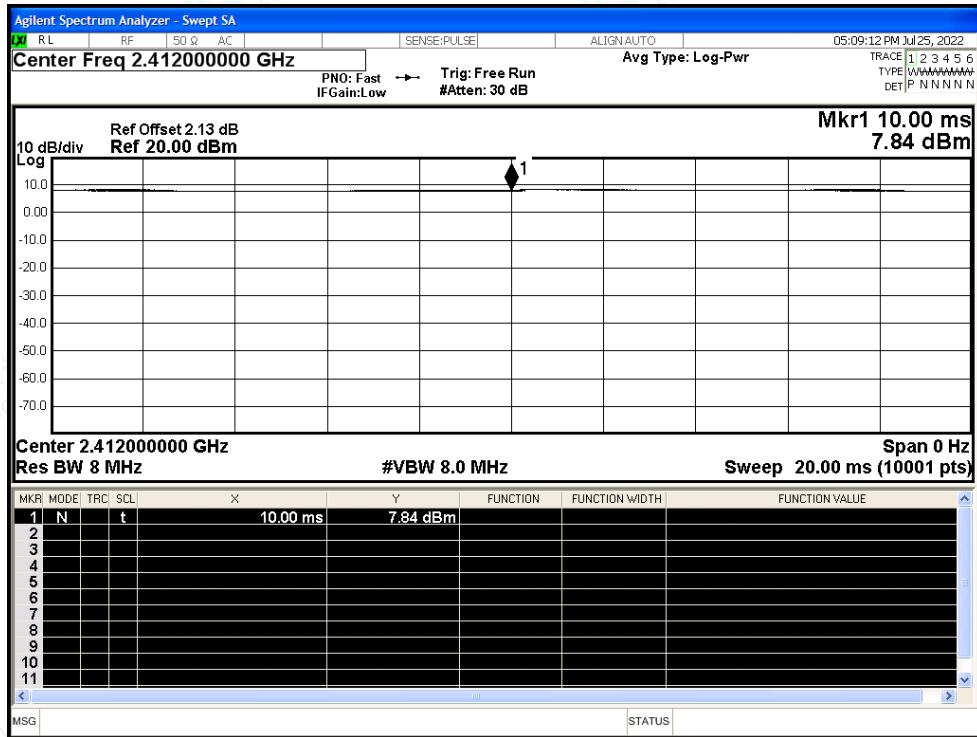 Agilent Spectrum Analyzer - Swept SA
LXI RL RF 50 Ω AC SENSE:PULSE ALIGN AUTO 05:09:12 PM Jul 25, 2022
Center Freq 2.412000000 GHz
PNO: Fast
IFGain:Low
Trig: Free Run
#Atten: 30 dB
Avg Type: Log-Pwr
TRACE 1 2 3 4 5 6
TYPE WWWWWW
DET P N N N N N
Mkr1 10.00 ms
7.84 dBm
Ref Offset 2.13 dB
10 dB/div Ref 20.00 dBm
Log
1
10.0
0.00
-10.0
-20.0
-30.0
-40.0
-50.0
-60.0
-70.0
Center 2.412000000 GHz Span 0 Hz
Res BW 8 MHz #VBW 8.0 MHz Sweep 20.00 ms (10001 pts)
MKR MODE TRC SCL X Y FUNCTION FUNCTION WIDTH FUNCTION VALUE
1 N t 10.00 ms 7.84 dBm
2
3
4
5
6
7
8
9
10
11
MSG STATUS